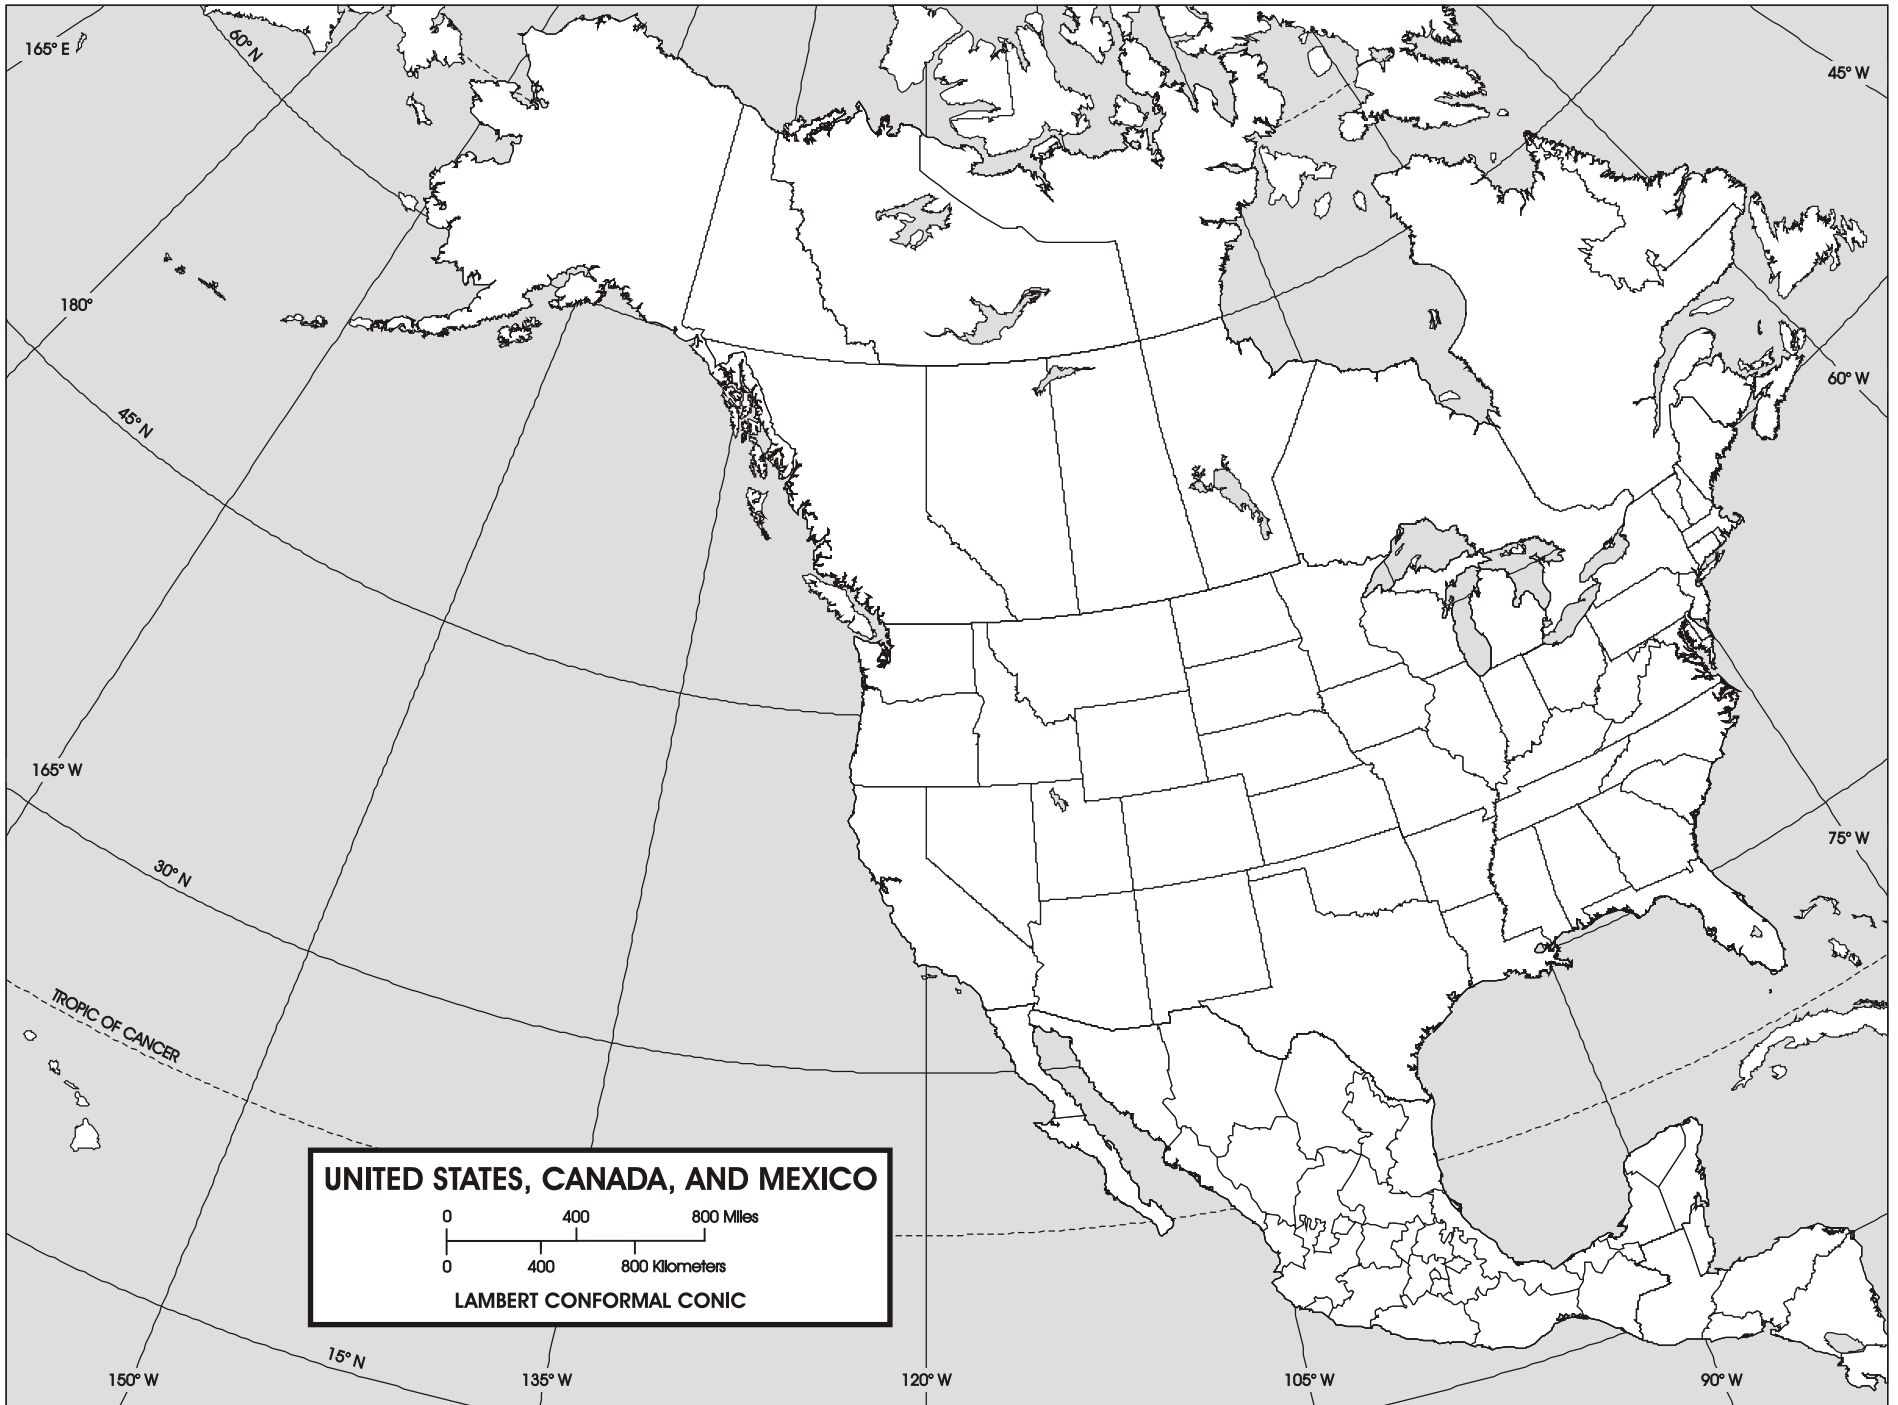 60° N
165° E
45° W
180°
60° W
45° N
165° W
75° W
30° N
TROPIC OF CANCER
UNITED STATES, CANADA, AND MEXICO
0 400 800 Miles
0 400 800 Kilometers
LAMBERT CONFORMAL CONIC
15° N
150° W 135° W 120° W 105° W 90° W